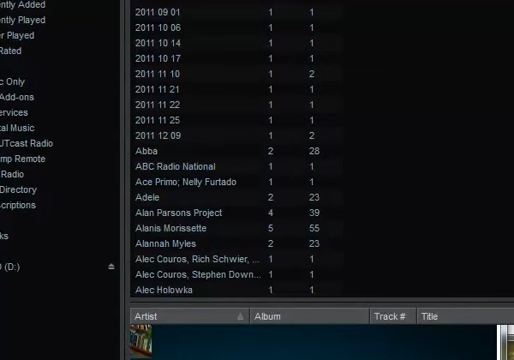 ntly Added
ntly Played
r Played
Rated
c Only
Add-ons
ervices
tal Music
UTcast Radio
mp Remote
Radio
Directory
criptions
ks
(D:)
2011 09 01 1 1
2011 10 06 1 1
2011 10 14 1 1
2011 10 17 1 1
2011 11 10 1 2
2011 11 21 1 1
2011 11 22 1 1
2011 11 25 1 1
2011 12 09 1 2
Abba 2 28
ABC Radio National 1 1
Ace Primo; Nelly Furtado 1 1
Adele 2 23
Alan Parsons Project 4 39
Alanis Morissette 5 55
Alannah Myles 2 23
Alec Couros, Rich Schwier, ... 1 1
Alec Couros, Stephen Down... 1 1
Alec Holowka 1 1
Artist Album Track # Title